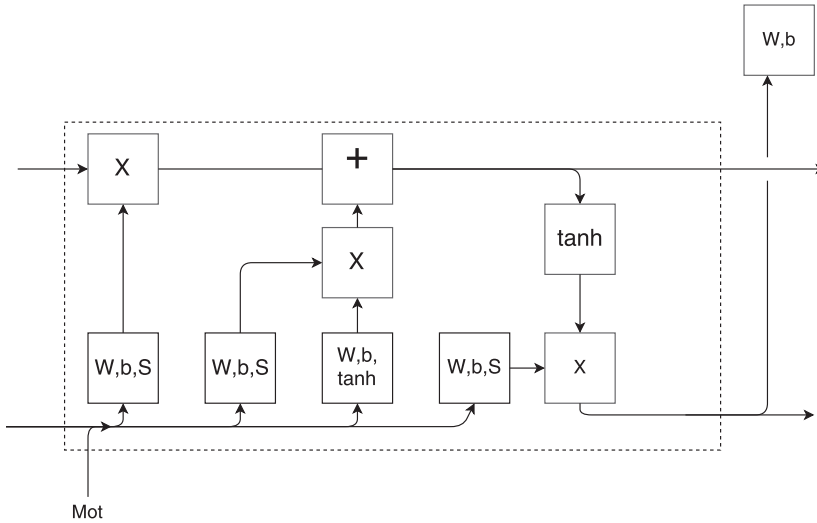 W,b
X
+
tanh
X
W,b,S
W,b,S
W,b,
tanh
W,b,S
x
Mot